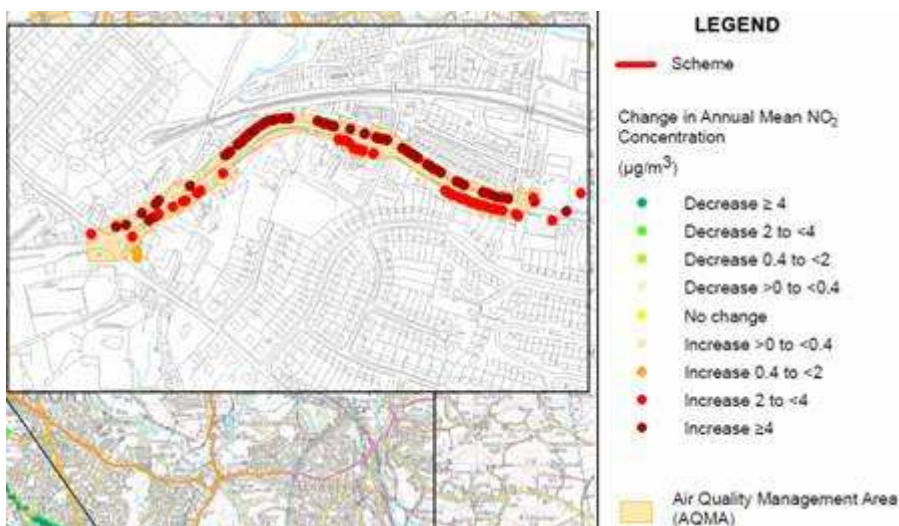 LEGEND
Scheme
Change in Annual Mean NO₂
Concentration
(µg/m³)
Decrease ≥ 4
Decrease 2 to <4
Decrease 0.4 to <2
Decrease >0 to <0.4
No change
Increase >0 to <0.4
Increase 0.4 to <2
Increase 2 to <4
Increase ≥4
Air Quality Management Area
(AQMA)